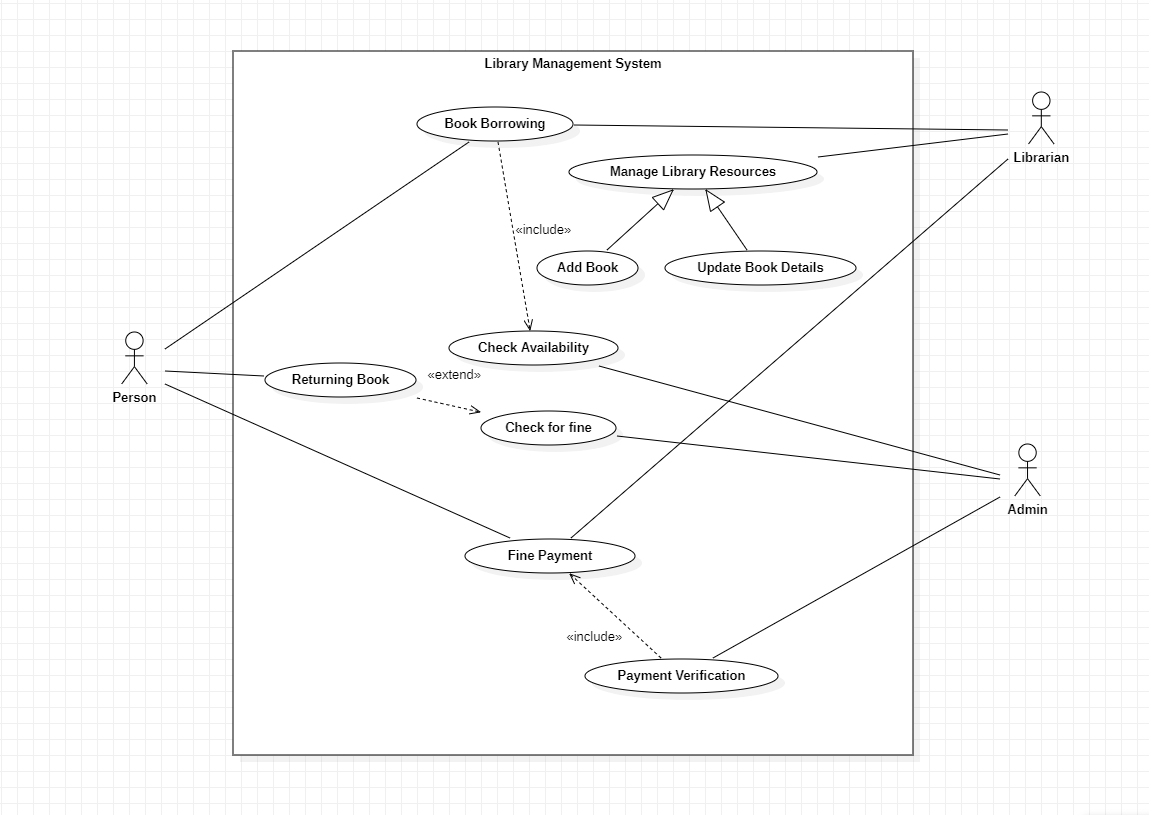 Library Management System
Book Borrowing
Librarian
Manage Library Resources
«include»
Add Book
Update Book Details
Check Availability
«extend»
Returning Book
Person
Check for fine
Admin
Fine Payment
«include»
Payment Verification